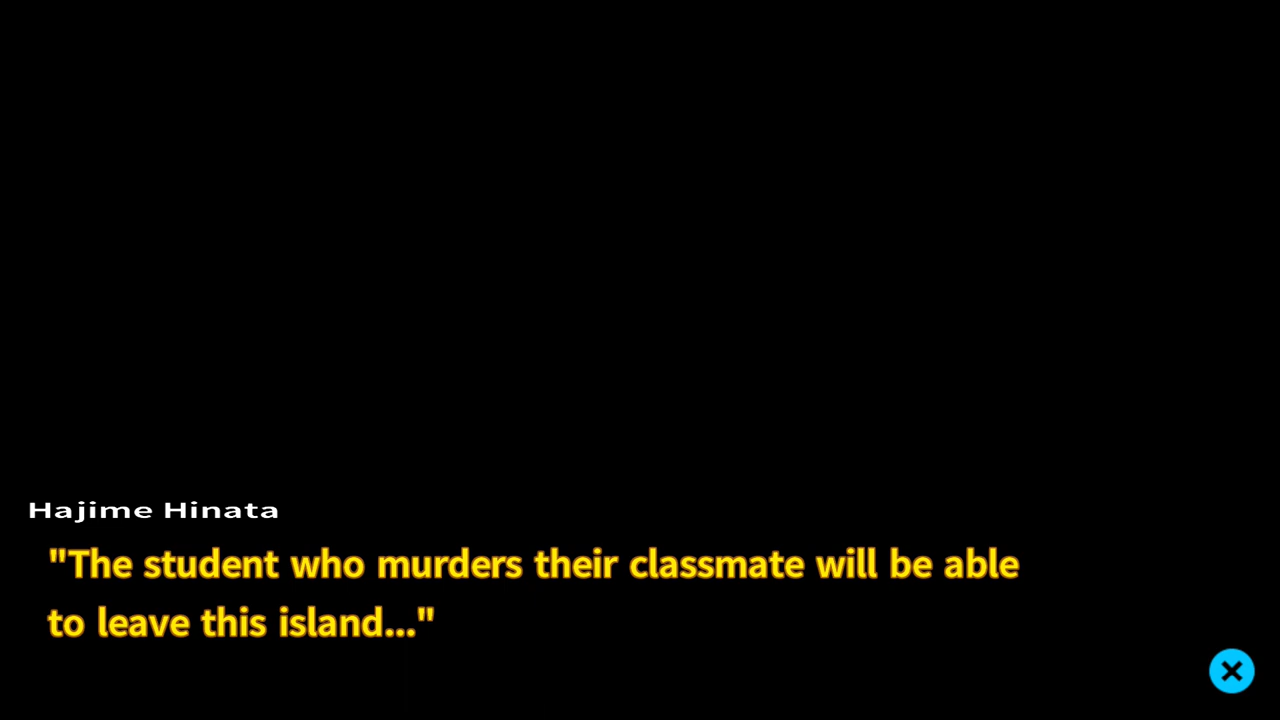 Hajime Hinata
"The student who murders their classmate will be able
to leave this island..."